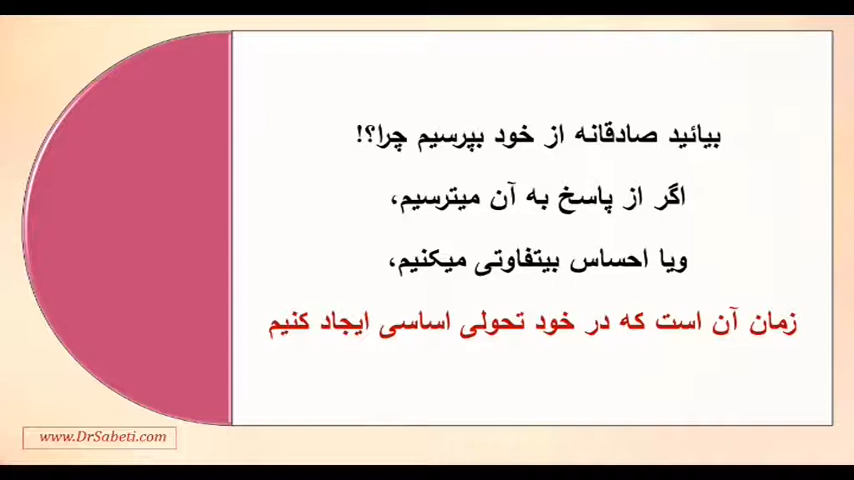 بیائید صادقانه از خود بپرسیم چرا؟!
اگر از پاسخ به آن میترسیم،
ویا احساس بیتفاوتی میکنیم،
زمان آن است که در خود تحولی اساسی ایجاد کنیم
www.DrSabeti.com